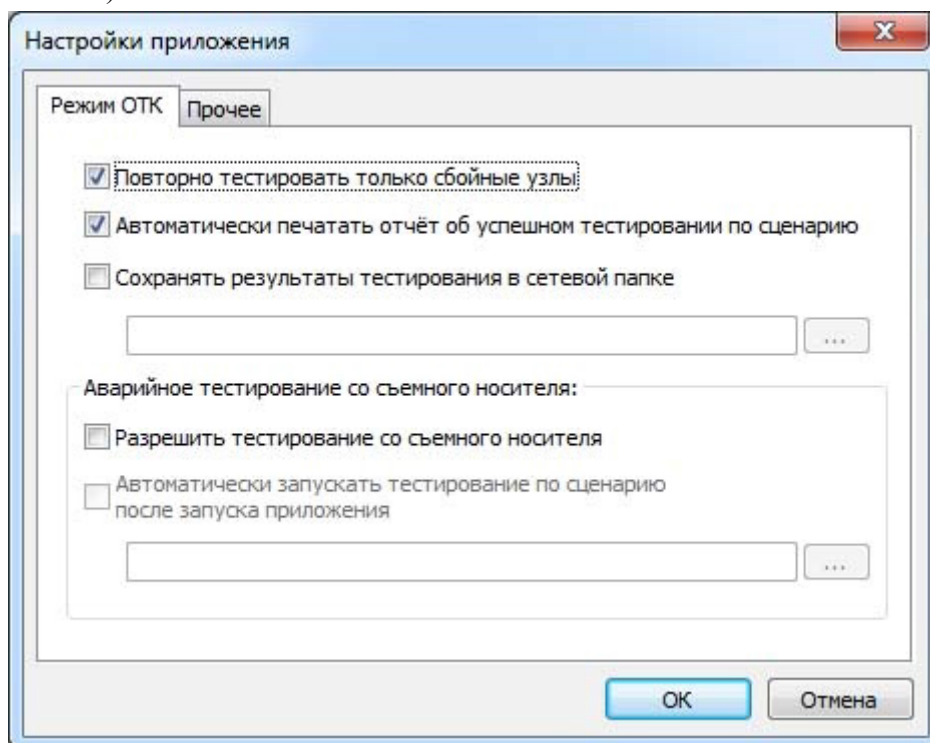 )
Настройки приложения
Режим ОТК
Прочее
Повторно тестировать только сбойные узлы
Автоматически печатать отчёт об успешном тестировании по сценарию
Сохранять результаты тестирования в сетевой папке
...
Аварийное тестирование со съемного носителя:
Разрешить тестирование со съемного носителя
Автоматически запускать тестирование по сценарию
после запуска приложения
...
OK
Отмена